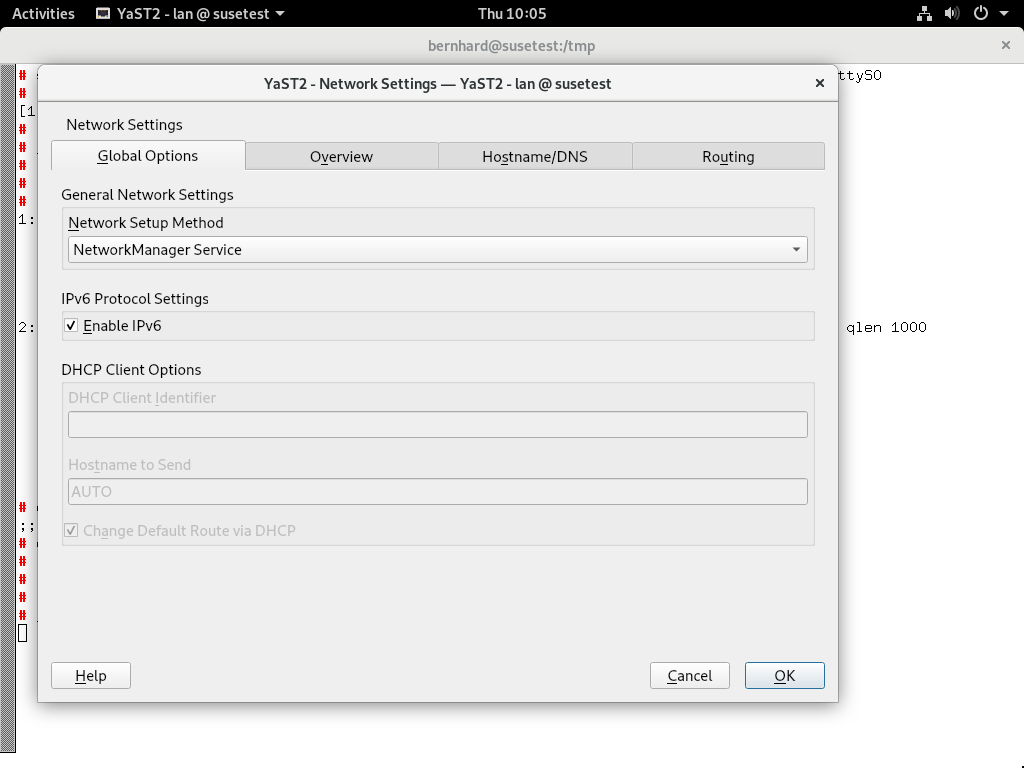 Activities YaST2 - lan @ susetest Thu 10:05
bernhard@susetest:/tmp
# ttyS0
YaST2 - Network Settings — YaST2 - lan @ susetest
#
[1
Network Settings
#
Global Options Overview Hostname/DNS Routing
#
#
#
General Network Settings
#
1:
Network Setup Method
NetworkManager Service
IPv6 Protocol Settings
2: Enable IPv6 qlen 1000
DHCP Client Options
DHCP Client Identifier
Hostname to Send
AUTO
#
;;
Change Default Route via DHCP
#
#
#
#
#
Help Cancel OK